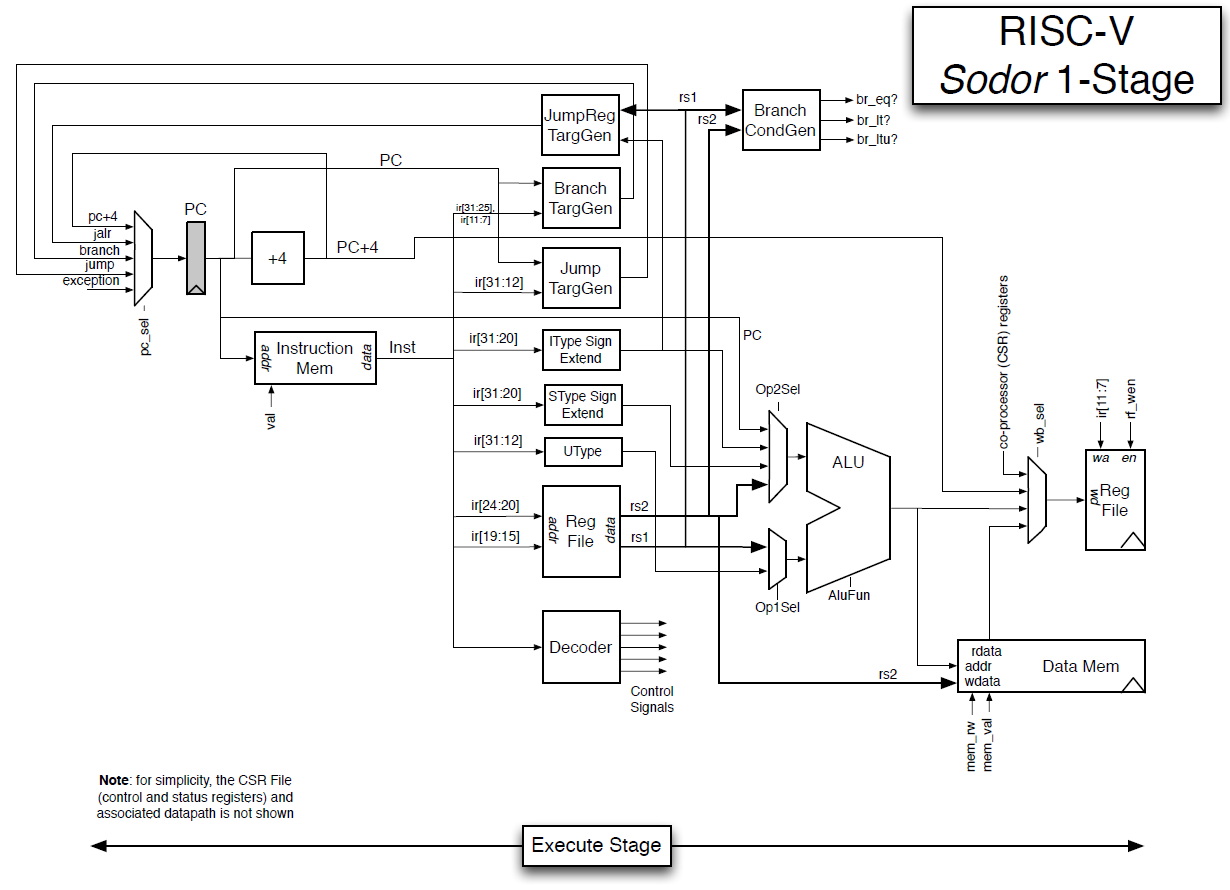 RISC-V
Sodor 1-Stage
rs1
rs2
JumpReg
TargGen
Branch
CondGen
br_eq?
br_lt?
br_ltu?
PC
Branch
TargGen
ir[31:25],
ir[11:7]
PC
pc+4
jalr
branch
jump
exception
+4
PC+4
Jump
TargGen
ir[31:12]
pc_sel
addr
Instruction
Mem
data
Inst
val
ir[31:20]
IType Sign
Extend
PC
ir[31:20]
SType Sign
Extend
Op2Sel
ir[31:12]
UType
ALU
co-processor (CSR) registers
wb_sel
ir[11:7]
rf_wen
wa
en
wd
Reg
File
ir[24:20]
ir[19:15]
addr
Reg
File
data
rs2
rs1
Op1Sel
AluFun
Decoder
Control
Signals
rs2
rdata
addr
wdata
Data Mem
mem_rw
mem_val
Note: for simplicity, the CSR File
(control and status registers) and
associated datapath is not shown
Execute Stage